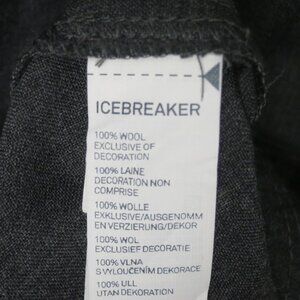 ICEBREAKER
100% WOOL
EXCLUSIVE OF
DECORATION
100% LAINE
DECORATION NON
COMPRISE
100% WOLLE
EXKLUSIVE/AUSGENOMM
EN VERZIERUNG/DEKOR
100% WOL
EXCLUSIEF DECORATIE
100% VLNA
S VYLOUČENÍM DEKORACE
100% ULL
UTAN DEKORATION